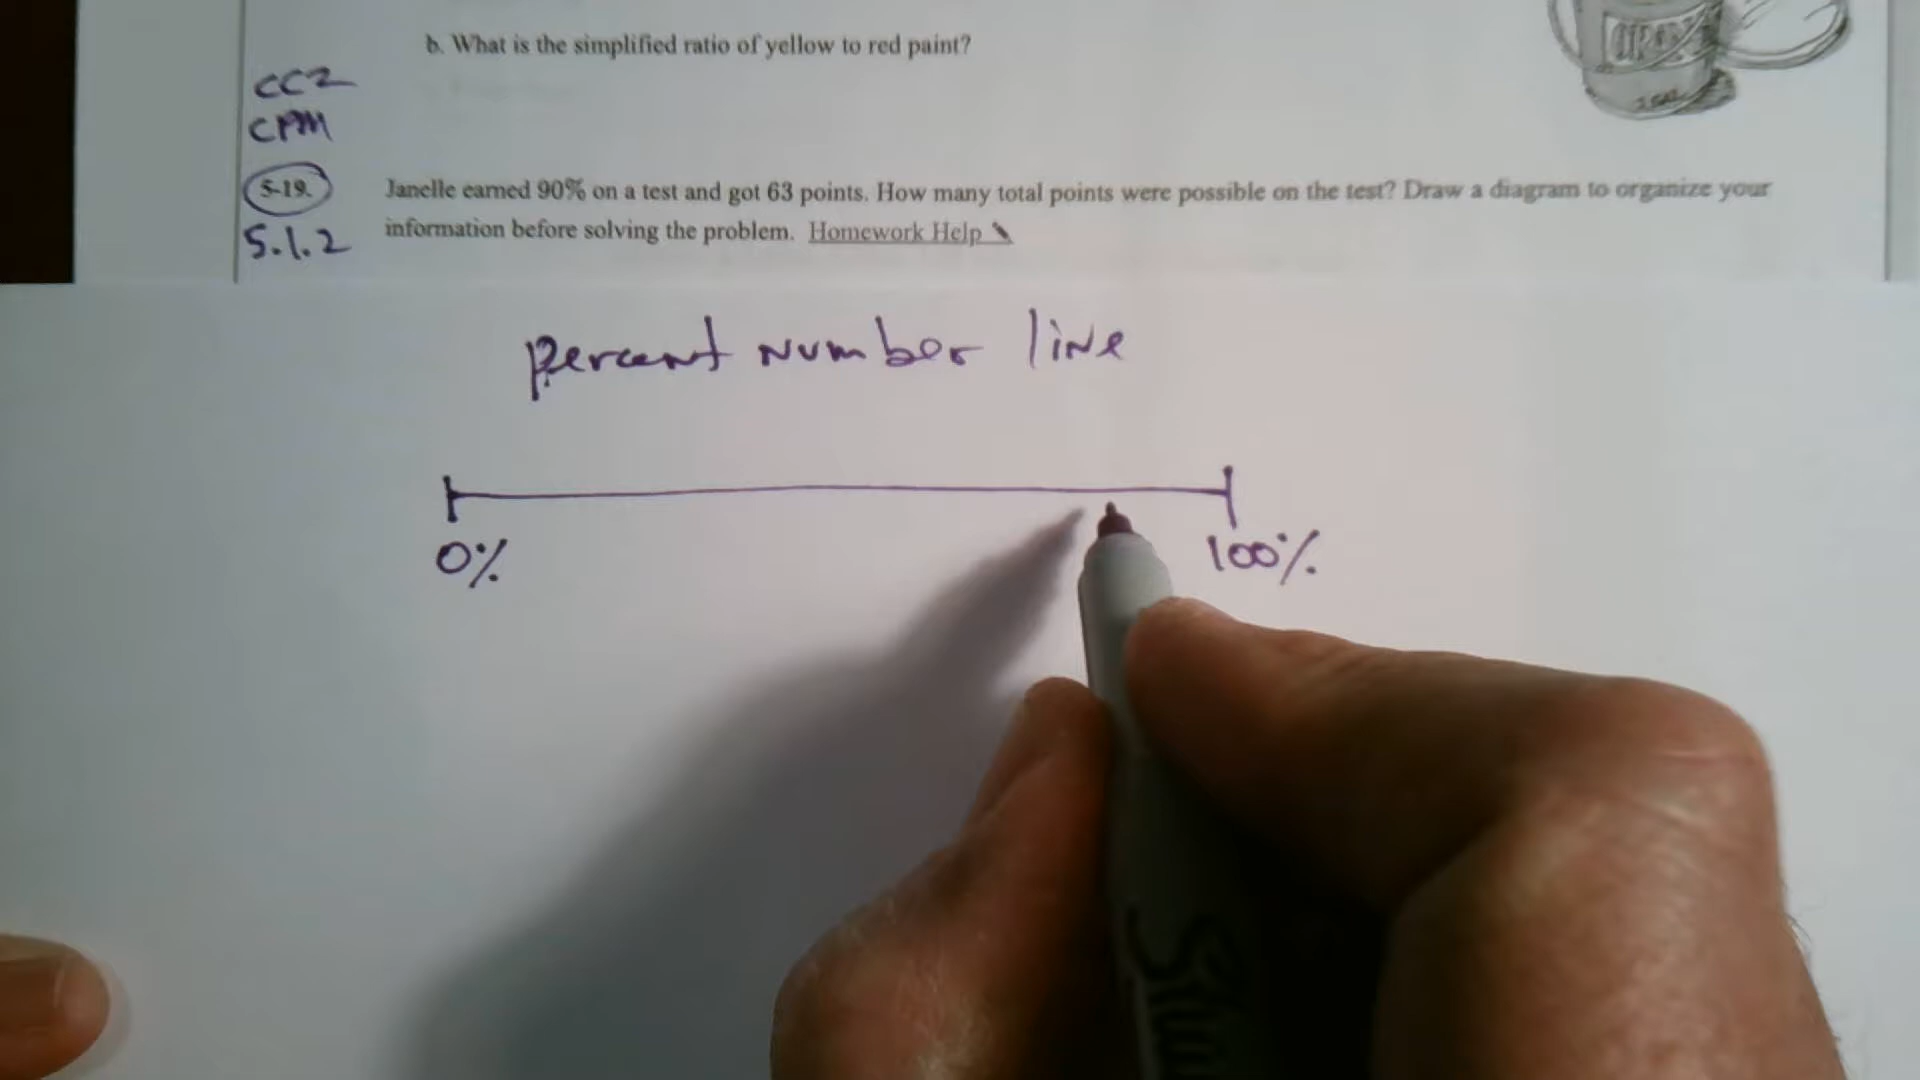 b. What is the simplified ratio of yellow to red paint?
CC2
CPM
5-19.
Janelle earned 90% on a test and got 63 points. How many total points were possible on the test? Draw a diagram to organize your
information before solving the problem. Homework Help
5.1.2
percent number line
0%
100%